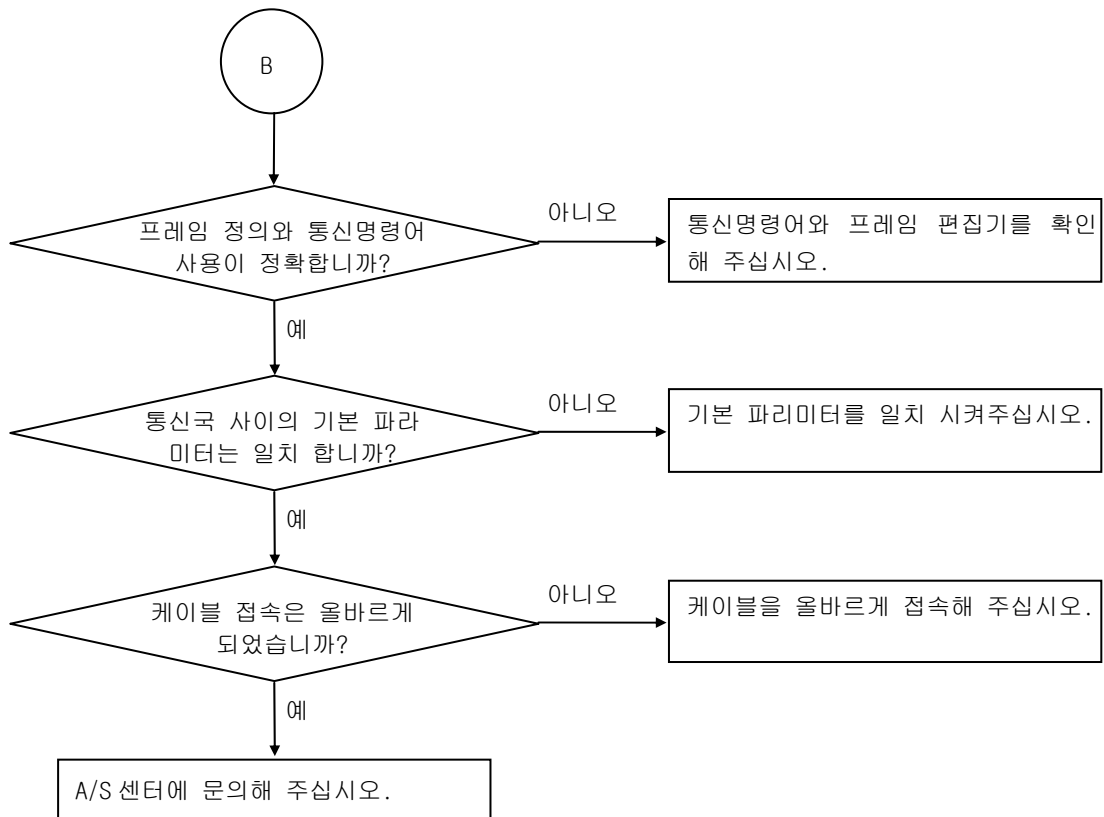 B
프레임 정의와 통신명령어
사용이 정확합니까?
아니오
통신명령어와 프레임 편집기를 확인
해 주십시오.
예
통신국 사이의 기본 파라
미터는 일치 합니까?
아니오
기본 파리미터를 일치 시켜주십시오.
예
케이블 접속은 올바르게
되었습니까?
아니오
케이블을 올바르게 접속해 주십시오.
예
A/S 센터에 문의해 주십시오.